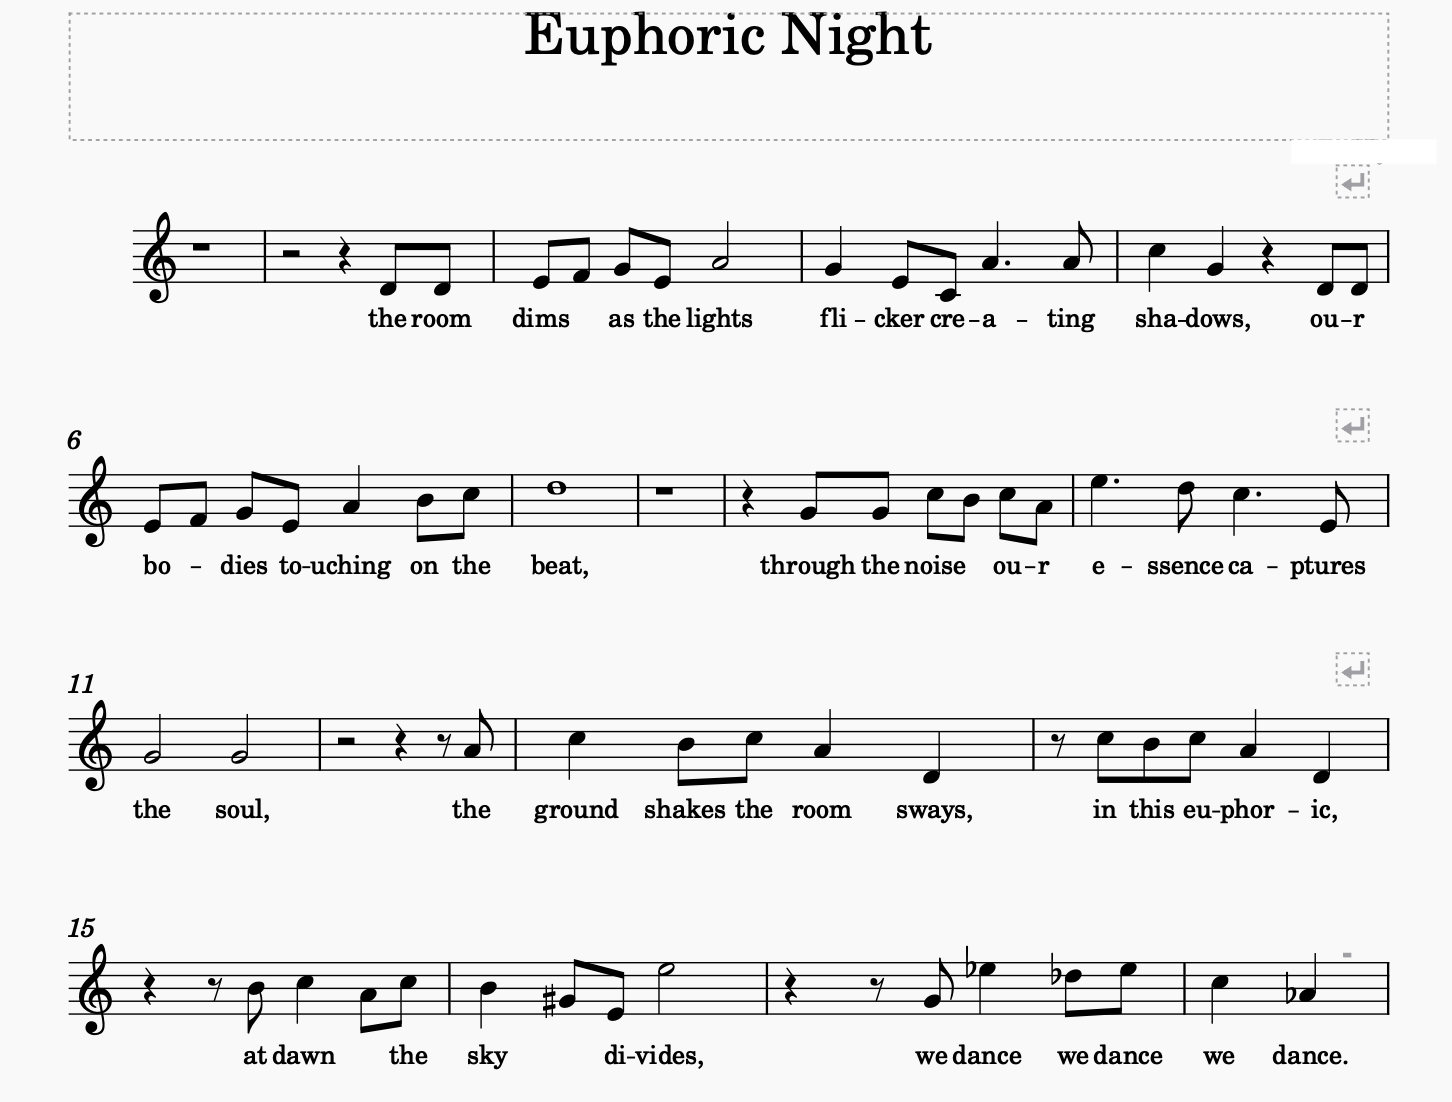 Euphoric Night
the room dims as the lights fli - cker cre - a - ting sha - dows, ou - r
6
bo - dies to - uching on the beat, through the noise ou - r e - ssence ca - ptures
11
the soul, the ground shakes the room sways, in this eu - phor - ic,
15
at dawn the sky di - vides, we dance we dance we dance.